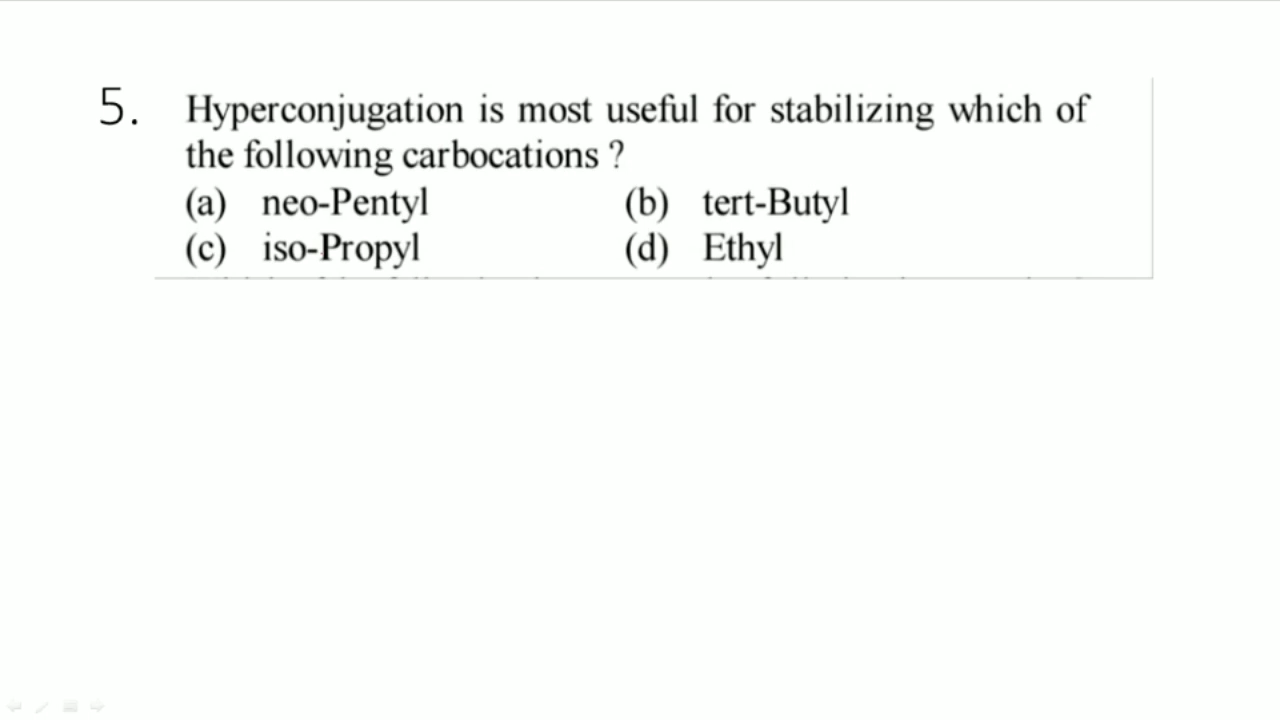 5. Hyperconjugation is most useful for stabilizing which of
the following carbocations ?
(a) neo-Pentyl (b) tert-Butyl
(c) iso-Propyl (d) Ethyl